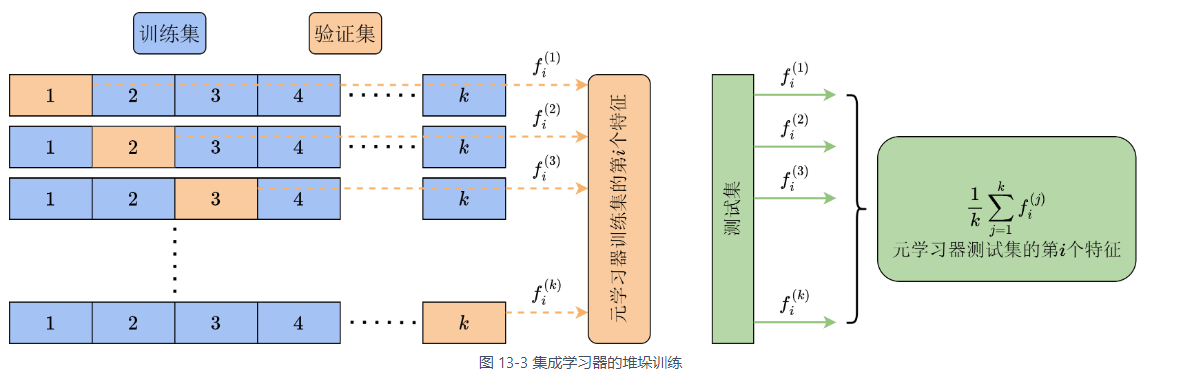 训练集 验证集
1 2 3 4 ······ k
f_i^{(1)}
1 2 3 4 ······ k
f_i^{(2)}
1 2 3 4 ······ k
f_i^{(3)}
1 2 3 4 ······ k
f_i^{(k)}
元学习器训练集的第i个特征
测试集
f_i^{(1)}
f_i^{(2)}
f_i^{(3)}
f_i^{(k)}
\frac{1}{k}\sum_{j=1}^{k} f_i^{(j)}
元学习器测试集的第i个特征
图 13-3 集成学习器的堆垛训练